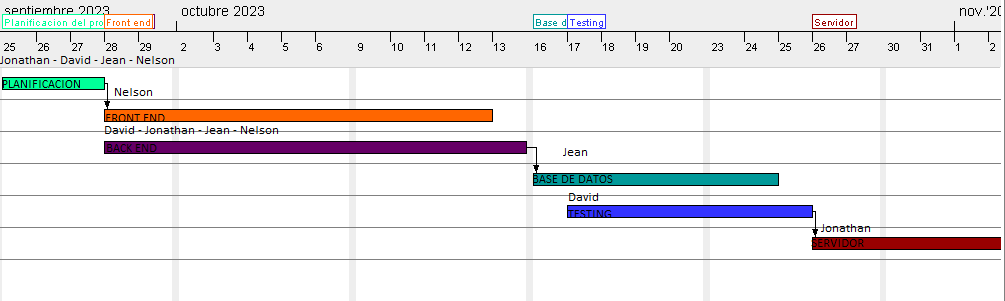 septiembre 2023 octubre 2023 nov.'20
Planificacion del pro Front end Base d Testing Servidor
25 26 27 28 29 2 3 4 5 6 9 10 11 12 13 16 17 18 19 20 23 24 25 26 27 30 31 1 2
Jonathan - David - Jean - Nelson
PLANIFICACION
Nelson
FRONT END
David - Jonathan - Jean - Nelson
BACK END
Jean
BASE DE DATOS
David
TESTING
Jonathan
SERVIDOR